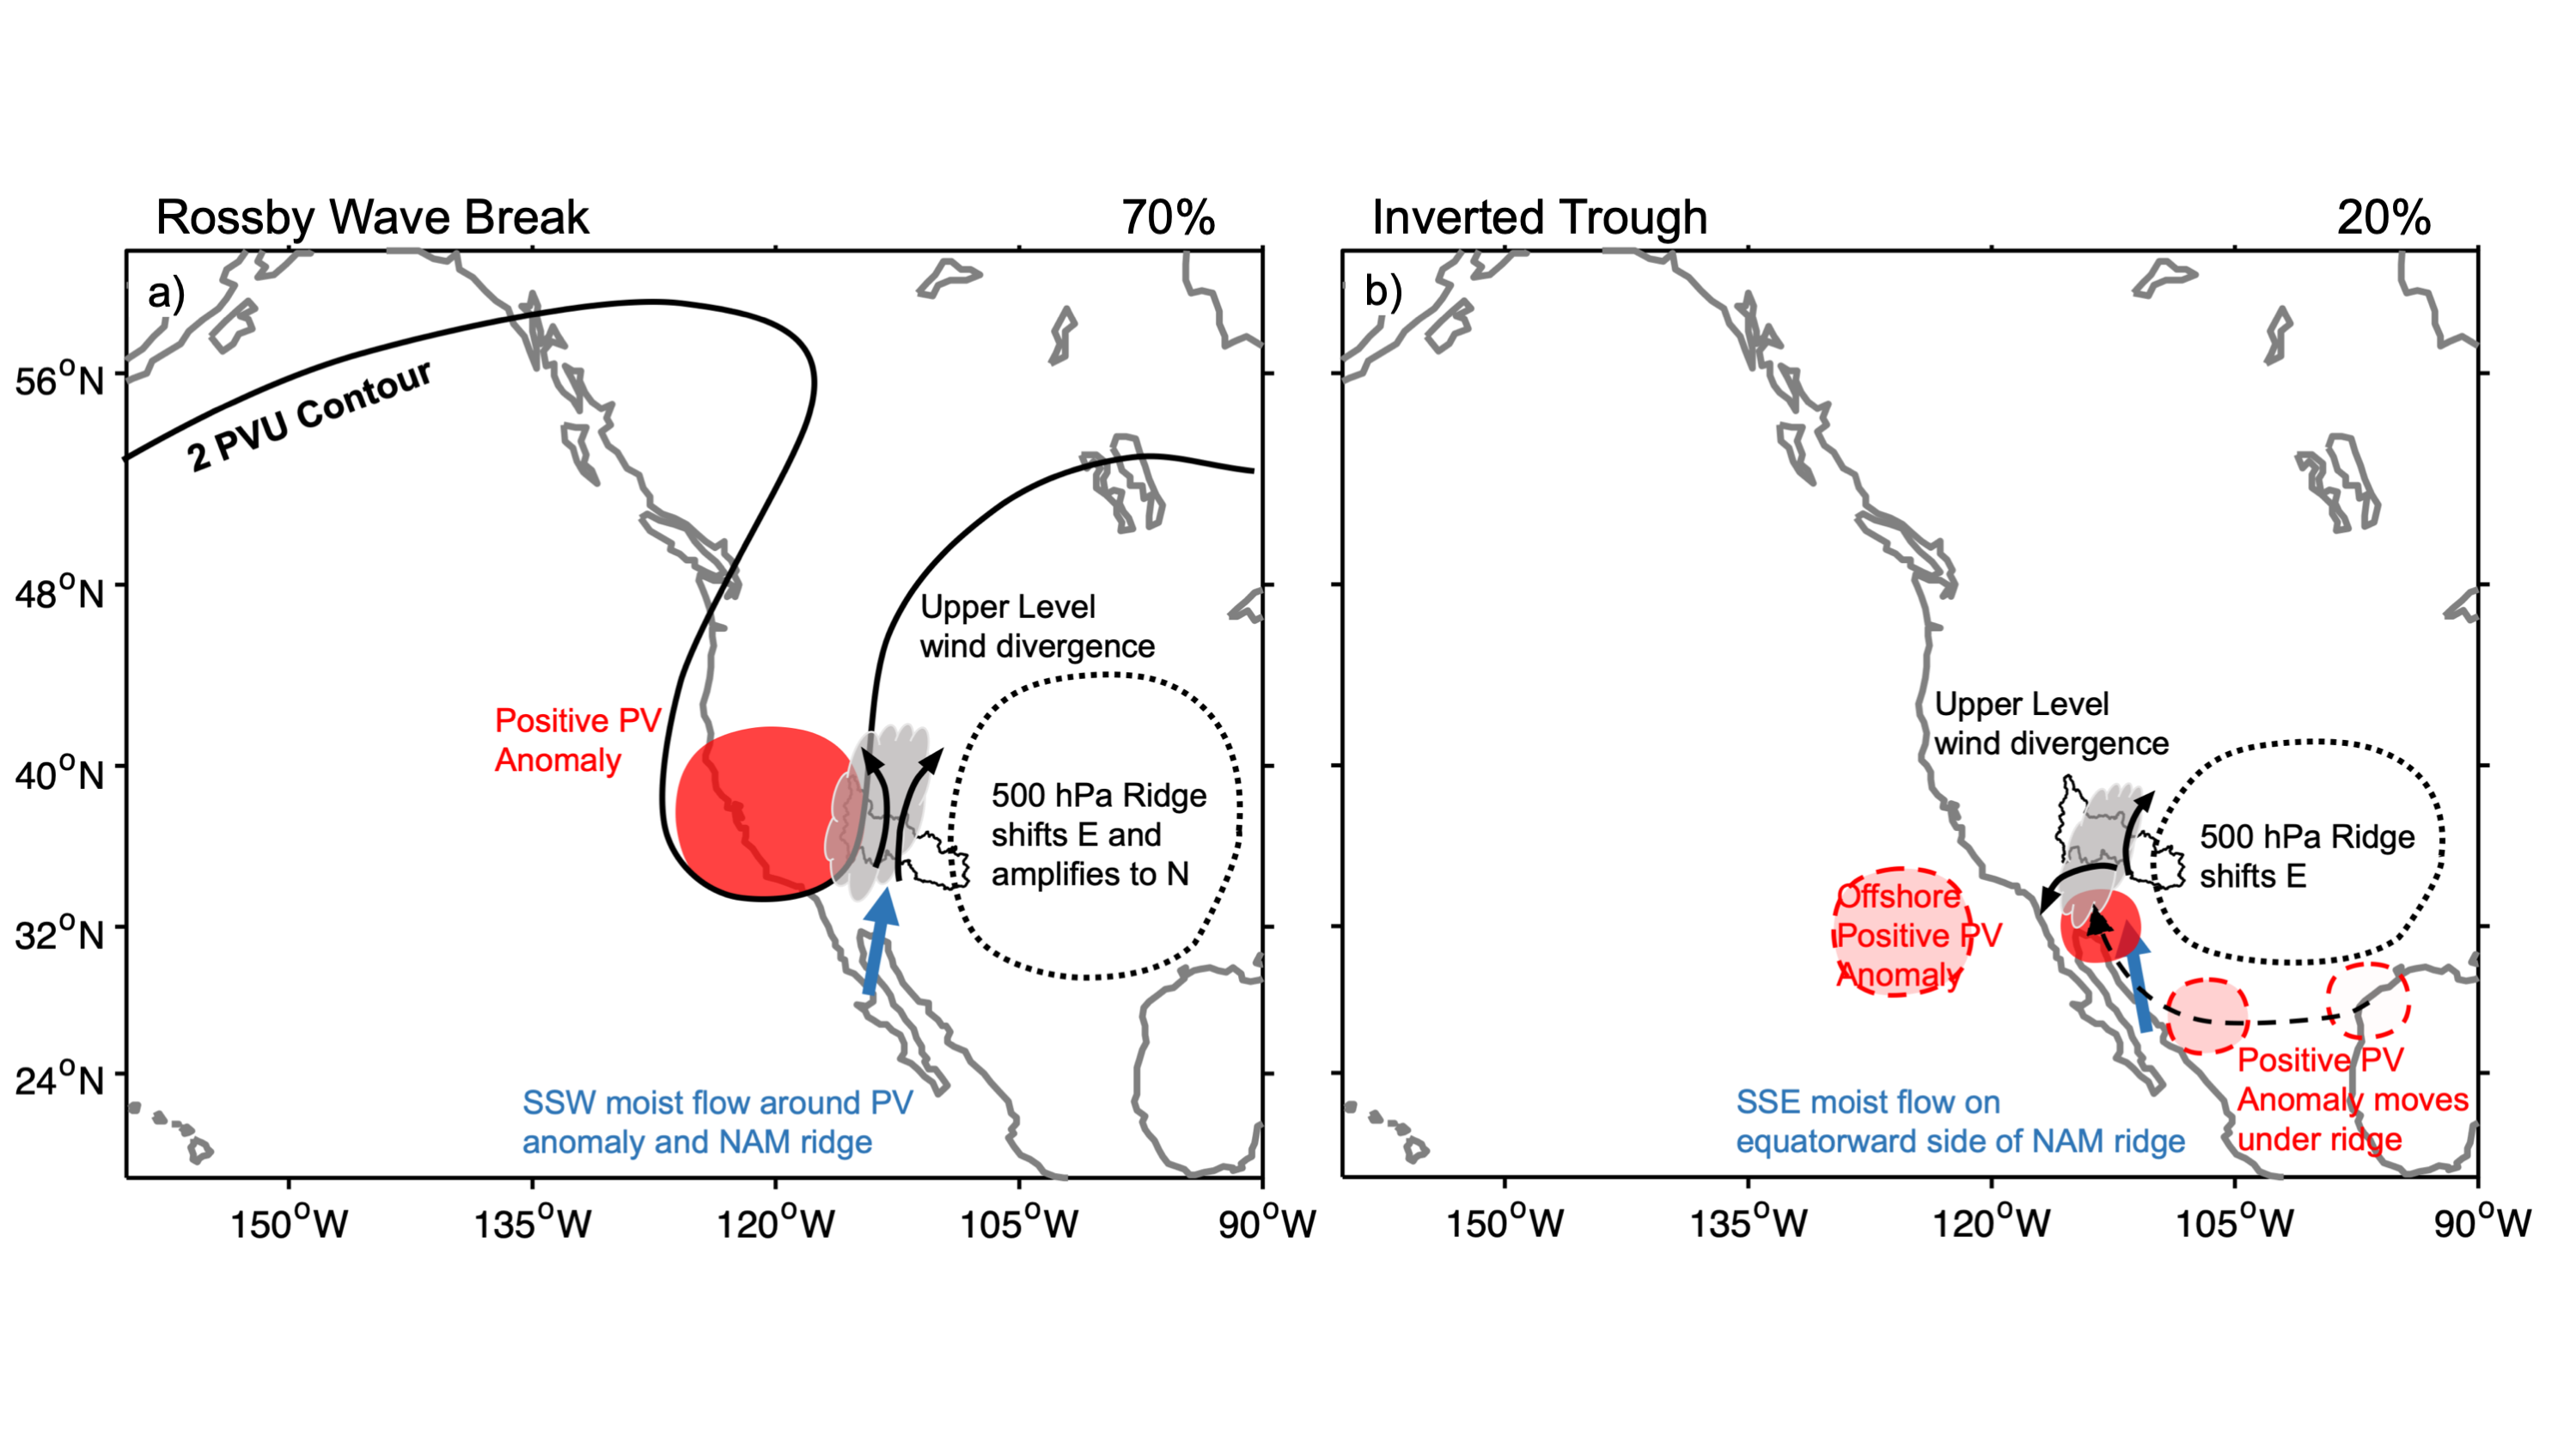 Rossby Wave Break 70%
a)
2 PVU Contour
Upper Level
wind divergence
Positive PV
Anomaly
500 hPa Ridge
shifts E and
amplifies to N
SSW moist flow around PV
anomaly and NAM ridge
56°N
48°N
40°N
32°N
24°N
150°W 135°W 120°W 105°W 90°W
Inverted Trough 20%
b)
Upper Level
wind divergence
500 hPa Ridge
shifts E
Offshore
Positive PV
Anomaly
Positive PV
Anomaly moves
under ridge
SSE moist flow on
equatorward side of NAM ridge
150°W 135°W 120°W 105°W 90°W